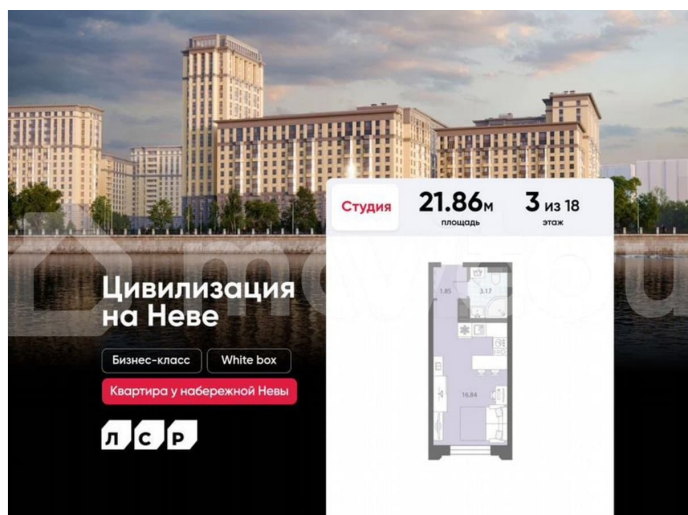 Студия
21.86м
площадь
3 из 18
этаж
1.85
3.17
16.84
Цивилизация
на Неве
Бизнес-класс
White box
Квартира у набережной Невы
ЛСР